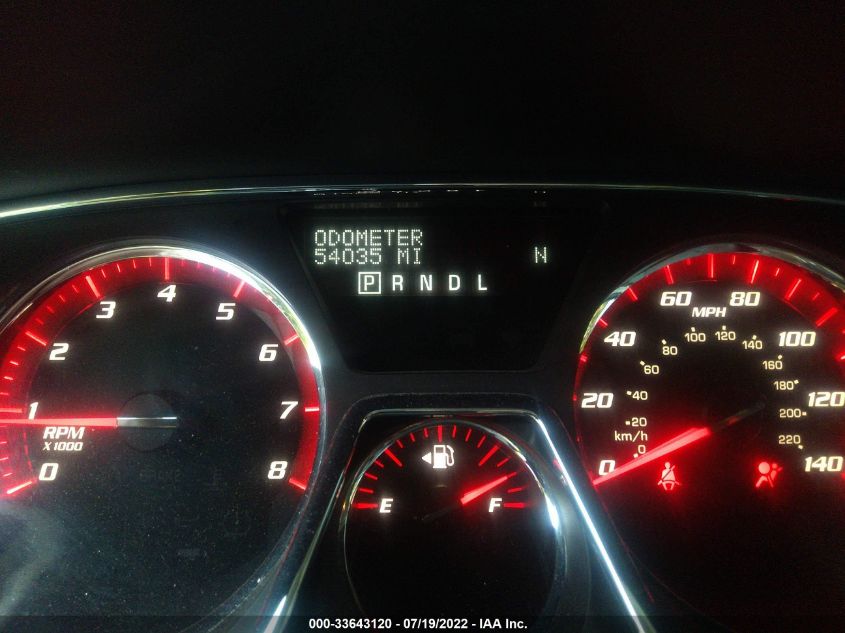 ODOMETER
54035 MI N
P R N D L
0 1 2 3 4 5 6 7 8
RPM
X 1000
E F
0 20 40 60 80 100 120 140
MPH
0 20 40 60 80 100 120 140 160 180 200 220
km/h
000-33643120 - 07/19/2022 - IAA Inc.